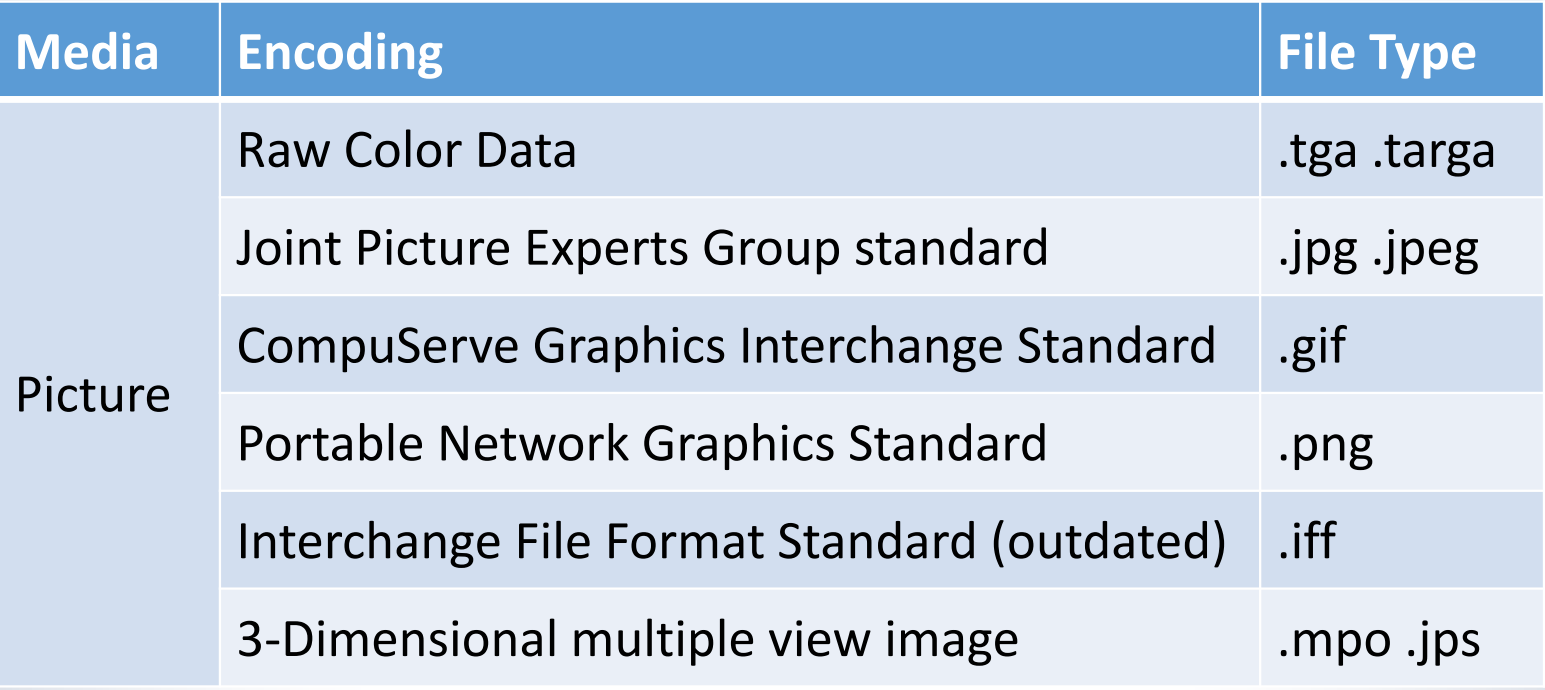 Media Encoding File Type
Raw Color Data .tga .targa
Joint Picture Experts Group standard .jpg .jpeg
CompuServe Graphics Interchange Standard .gif
Picture
Portable Network Graphics Standard .png
Interchange File Format Standard (outdated) .iff
3-Dimensional multiple view image .mpo .jps